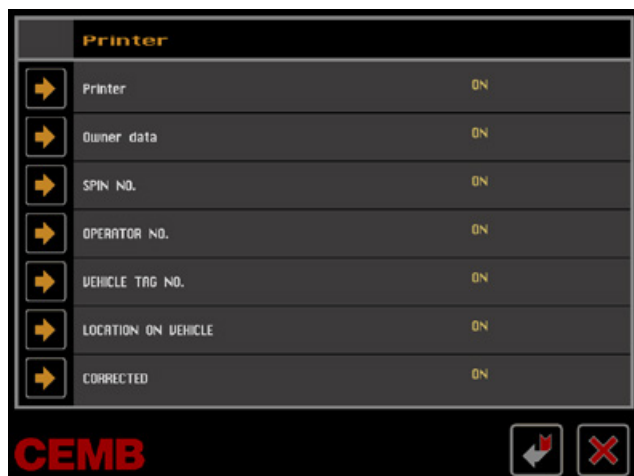 Printer
Printer ON
Owner data ON
SPIN NO. ON
OPERATOR NO. ON
VEHICLE TAG NO. ON
LOCATION ON VEHICLE ON
CORRECTED ON
CEMB